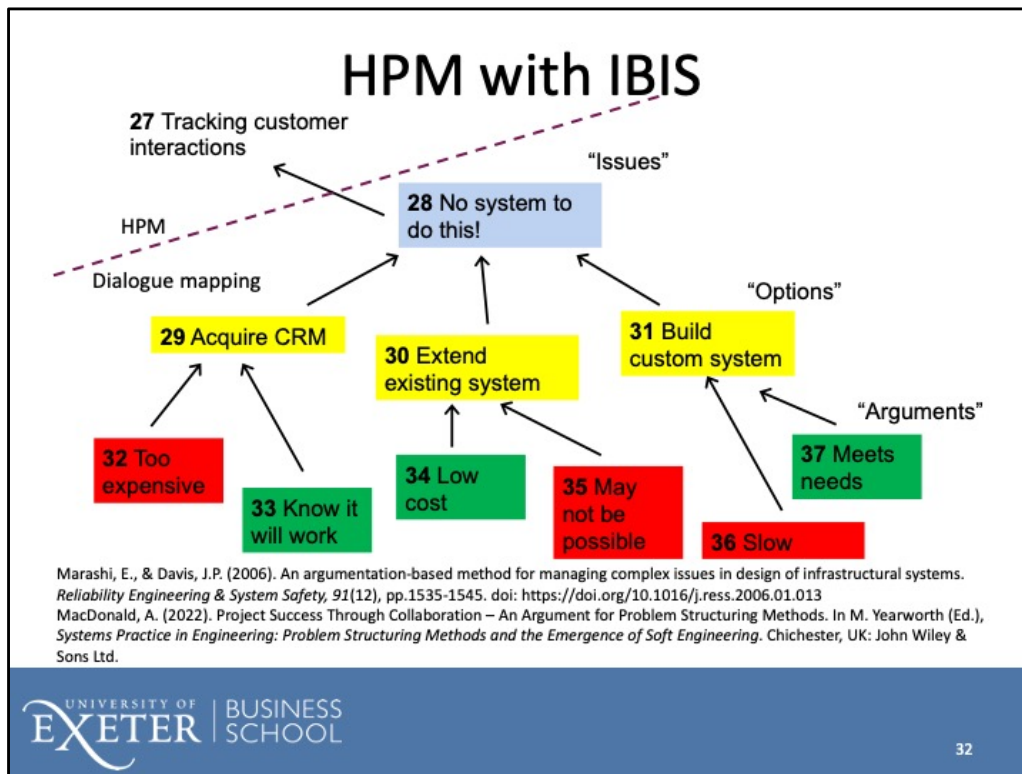 HPM with IBIS
27 Tracking customer
interactions
"Issues"
28 No system to
do this!
HPM
Dialogue mapping
"Options"
29 Acquire CRM
30 Extend
existing system
31 Build
custom system
"Arguments"
32 Too
expensive
33 Know it
will work
34 Low
cost
35 May
not be
possible
36 Slow
37 Meets
needs
Marashi, E., & Davis, J.P. (2006). An argumentation-based method for managing complex issues in design of infrastructural systems.
Reliability Engineering & System Safety, 91(12), pp.1535-1545. doi: https://doi.org/10.1016/j.ress.2006.01.013
MacDonald, A. (2022). Project Success Through Collaboration – An Argument for Problem Structuring Methods. In M. Yearworth (Ed.),
Systems Practice in Engineering: Problem Structuring Methods and the Emergence of Soft Engineering. Chichester, UK: John Wiley &
Sons Ltd.
UNIVERSITY OF
EXETER
BUSINESS
SCHOOL
32